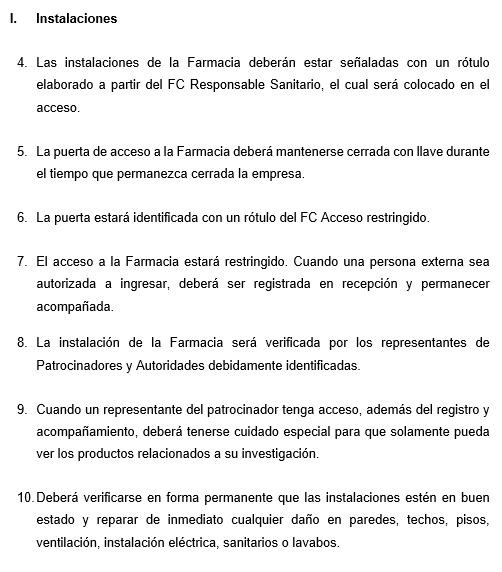 I. Instalaciones
4. Las instalaciones de la Farmacia deberán estar señaladas con un rótulo
elaborado a partir del FC Responsable Sanitario, el cual será colocado en el
acceso.
5. La puerta de acceso a la Farmacia deberá mantenerse cerrada con llave durante
el tiempo que permanezca cerrada la empresa.
6. La puerta estará identificada con un rótulo del FC Acceso restringido.
7. El acceso a la Farmacia estará restringido. Cuando una persona externa sea
autorizada a ingresar, deberá ser registrada en recepción y permanecer
acompañada.
8. La instalación de la Farmacia será verificada por los representantes de
Patrocinadores y Autoridades debidamente identificadas.
9. Cuando un representante del patrocinador tenga acceso, además del registro y
acompañamiento, deberá tenerse cuidado especial para que solamente pueda
ver los productos relacionados a su investigación.
10. Deberá verificarse en forma permanente que las instalaciones estén en buen
estado y reparar de inmediato cualquier daño en paredes, techos, pisos,
ventilación, instalación eléctrica, sanitarios o lavabos.